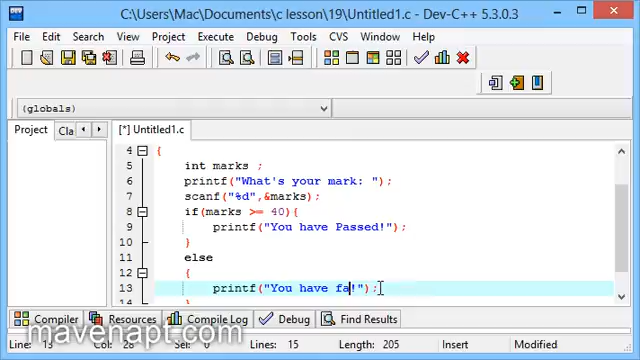 C:\Users\Mac\Documents\c lesson\19\Untitled1.c - Dev-C++ 5.3.0.3
File Edit Search View Project Execute Debug Tools CVS Window Help
(globals)
Project Cla [*] Untitled1.c
4 {
5 int marks ;
6 printf("What's your mark: ");
7 scanf("%d",&marks);
8 if(marks >= 40){
9 printf("You have Passed!");
10 }
11 else
12 {
13 printf("You have fa!");
14 }
Compiler Resources Compile Log Debug Find Results
mavenapt.com
Line: 13 Col: 28 Sel: 0 Lines: 15 Length: 205 Insert